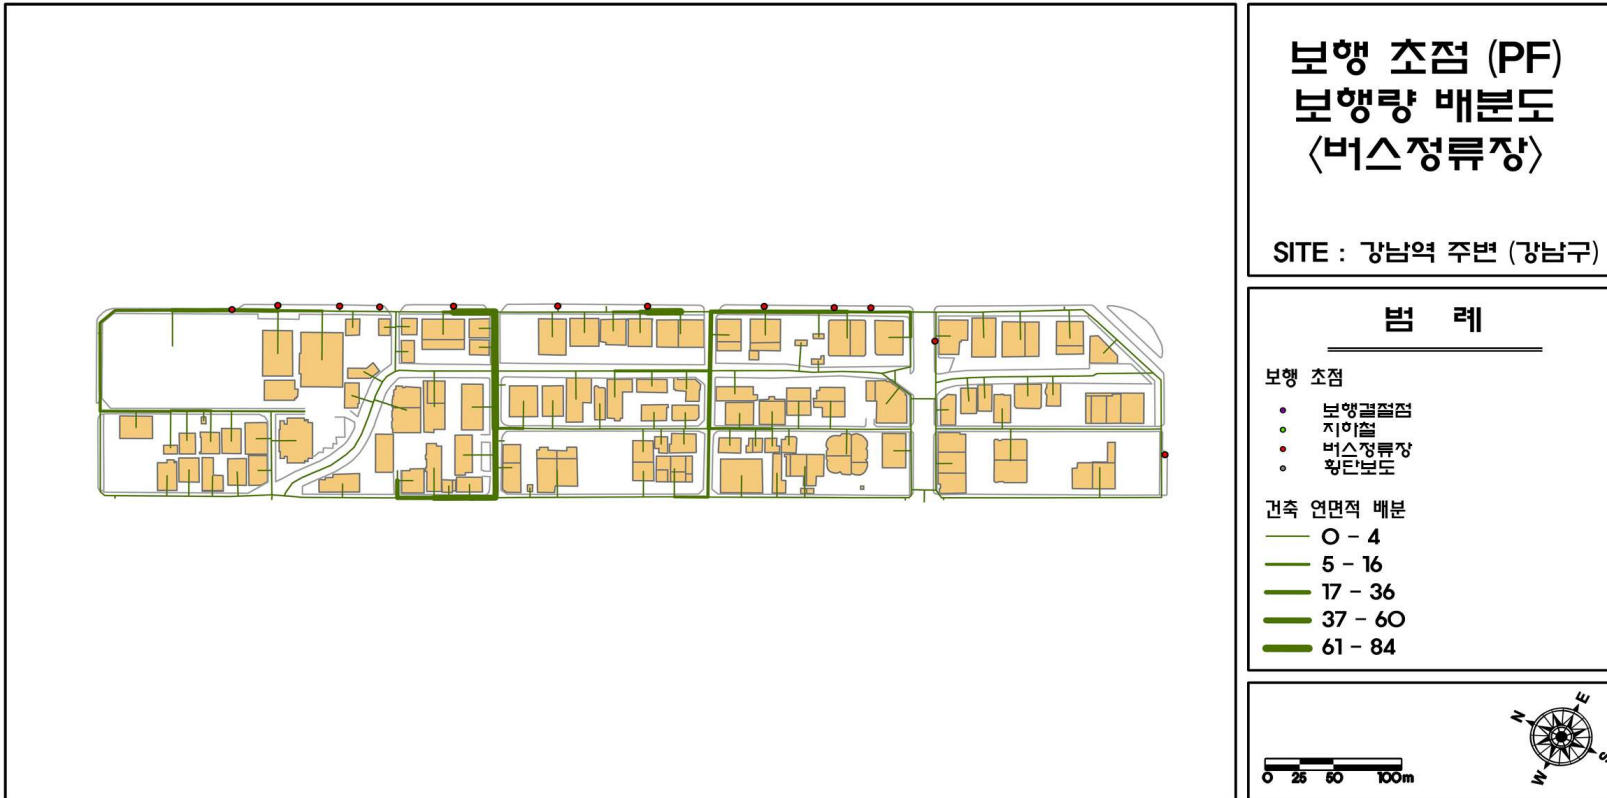 보행 초점 (PF)
보행량 배분도
<버스정류장>
SITE : 강남역 주변 (강남구)
범 례
보행 초점
보행결절점
지하철
버스정류장
횡단보도
건축 연면적 배분
0 - 4
5 - 16
17 - 36
37 - 60
61 - 84
0 25 50 100m
N E S W